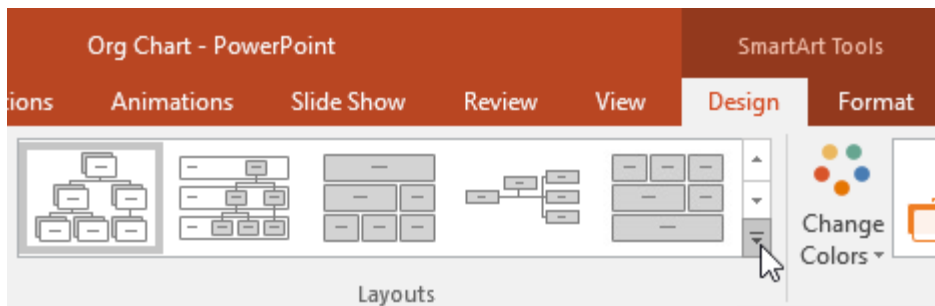 Org Chart - PowerPoint
SmartArt Tools
tions Animations Slide Show Review View Design Format
Change
Colors
Layouts